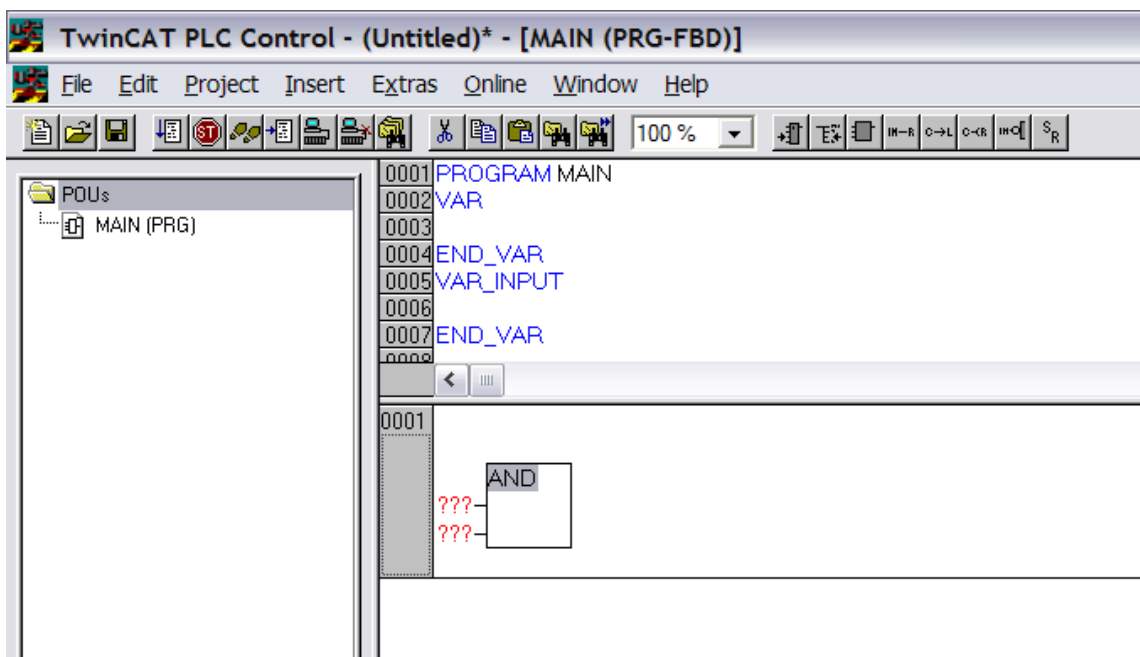 TwinCAT PLC Control - (Untitled)* - [MAIN (PRG-FBD)]
File Edit Project Insert Extras Online Window Help
100 %
POUs
MAIN (PRG)
0001 PROGRAM MAIN
0002 VAR
0003
0004 END_VAR
0005 VAR_INPUT
0006
0007 END_VAR
0008
0001
AND
???
???